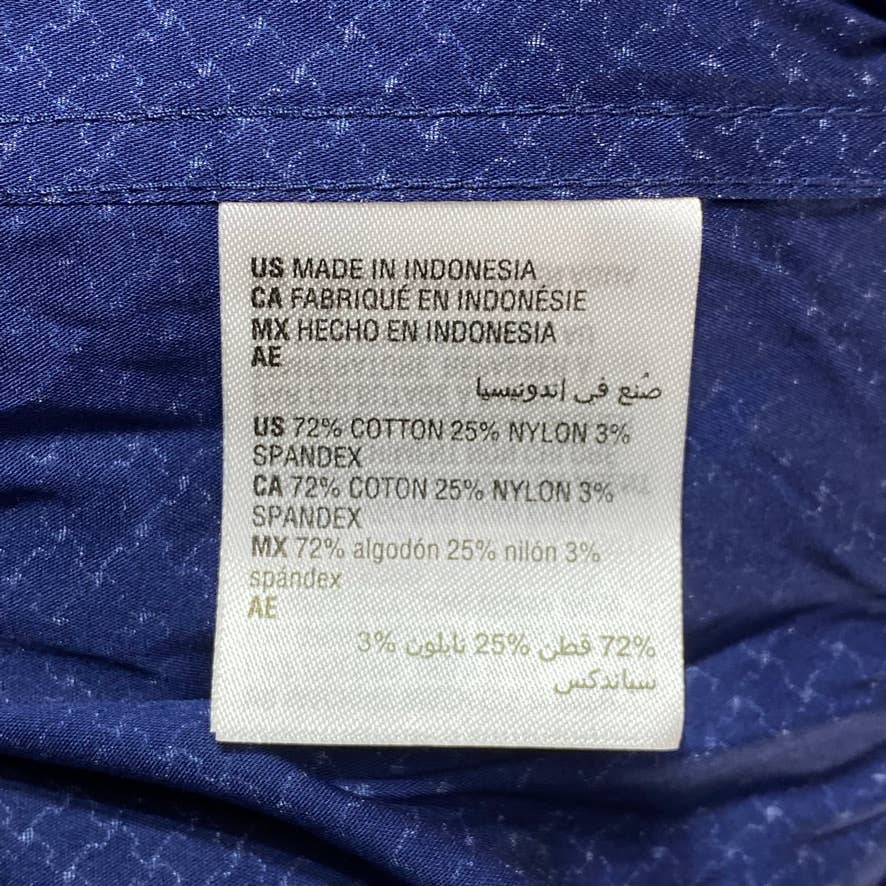 US MADE IN INDONESIA
CA FABRIQUÉ EN INDONÉSIE
MX HECHO EN INDONESIA
AE
صُنع في إندونيسيا
US 72% COTTON 25% NYLON 3%
SPANDEX
CA 72% COTON 25% NYLON 3%
SPANDEX
MX 72% algodón 25% nilón 3%
spándex
AE
72% قطن 25% نايلون 3%
سباندكس